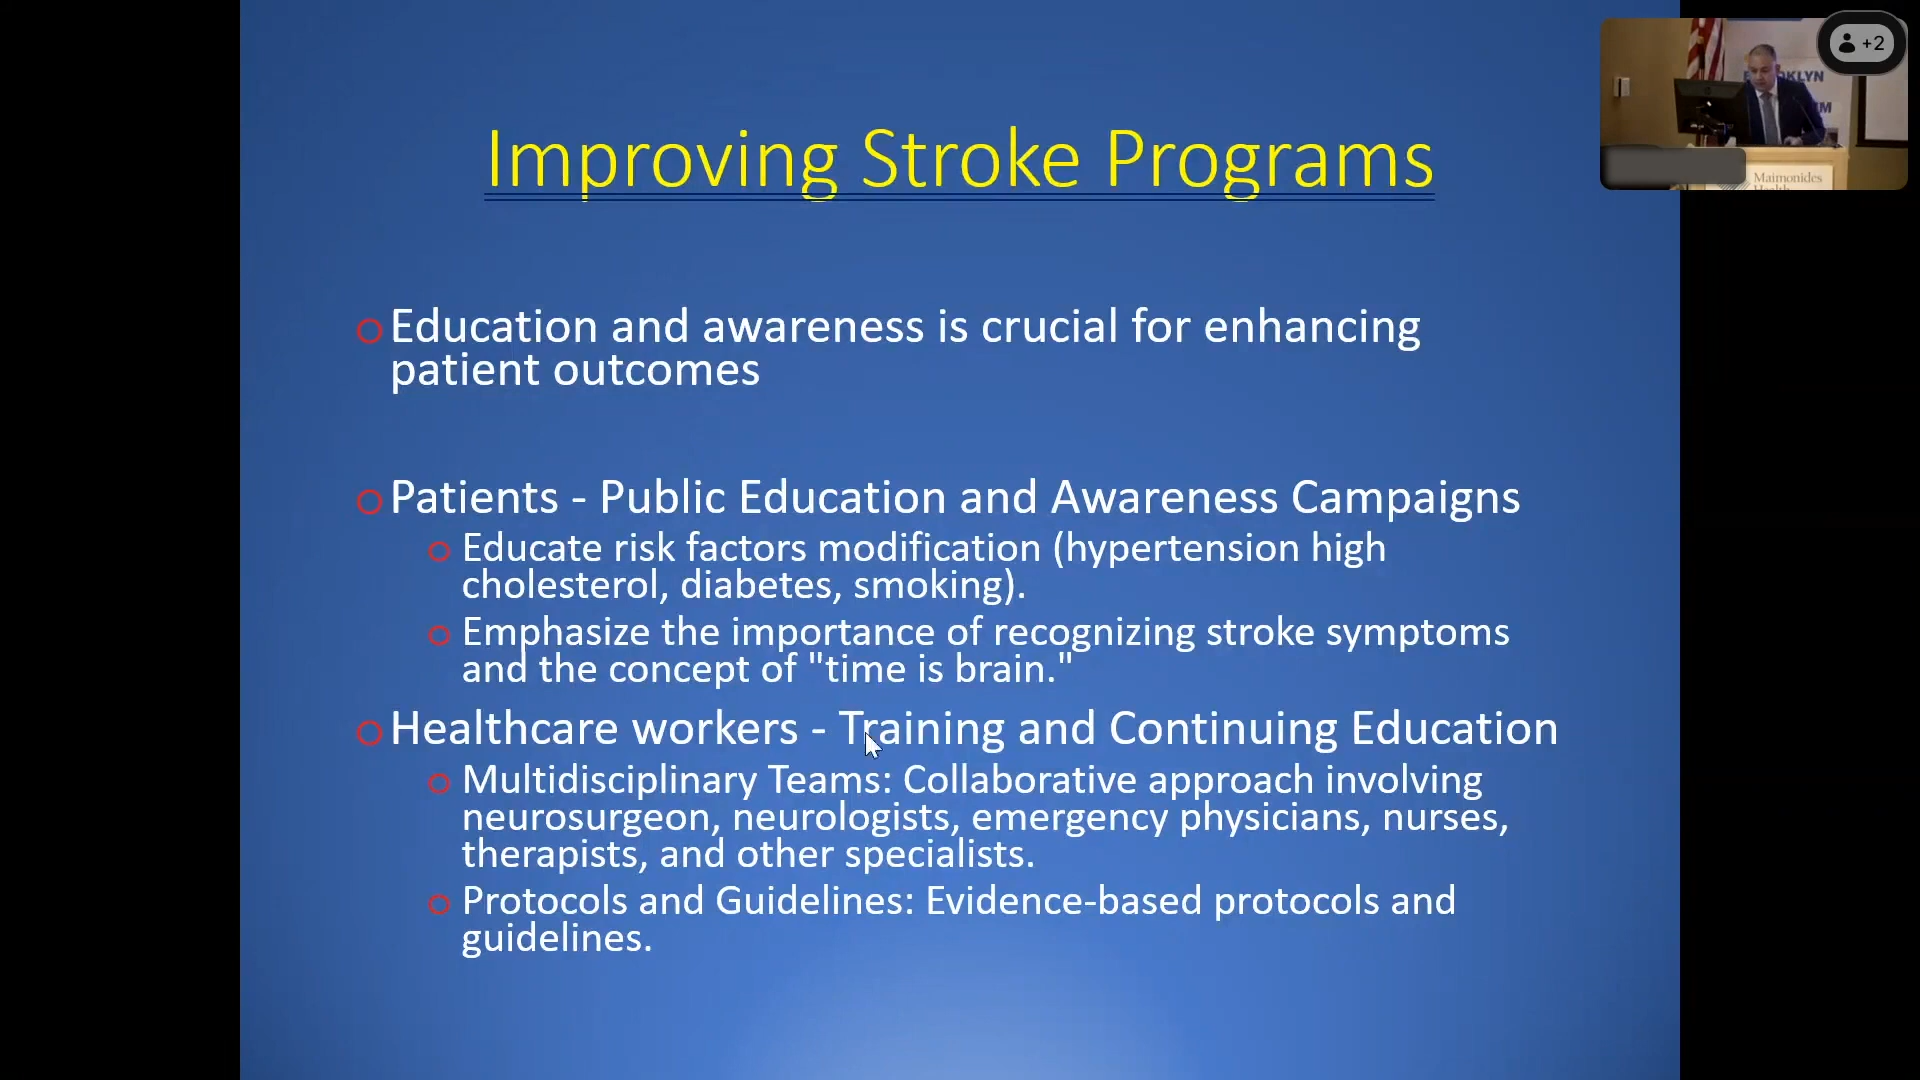 Improving Stroke Programs
Education and awareness is crucial for enhancing
patient outcomes
Patients - Public Education and Awareness Campaigns
Educate risk factors modification (hypertension high
cholesterol, diabetes, smoking).
Emphasize the importance of recognizing stroke symptoms
and the concept of "time is brain."
Healthcare workers - Training and Continuing Education
Multidisciplinary Teams: Collaborative approach involving
neurosurgeon, neurologists, emergency physicians, nurses,
therapists, and other specialists.
Protocols and Guidelines: Evidence-based protocols and
guidelines.
+2
Maimonides
Health